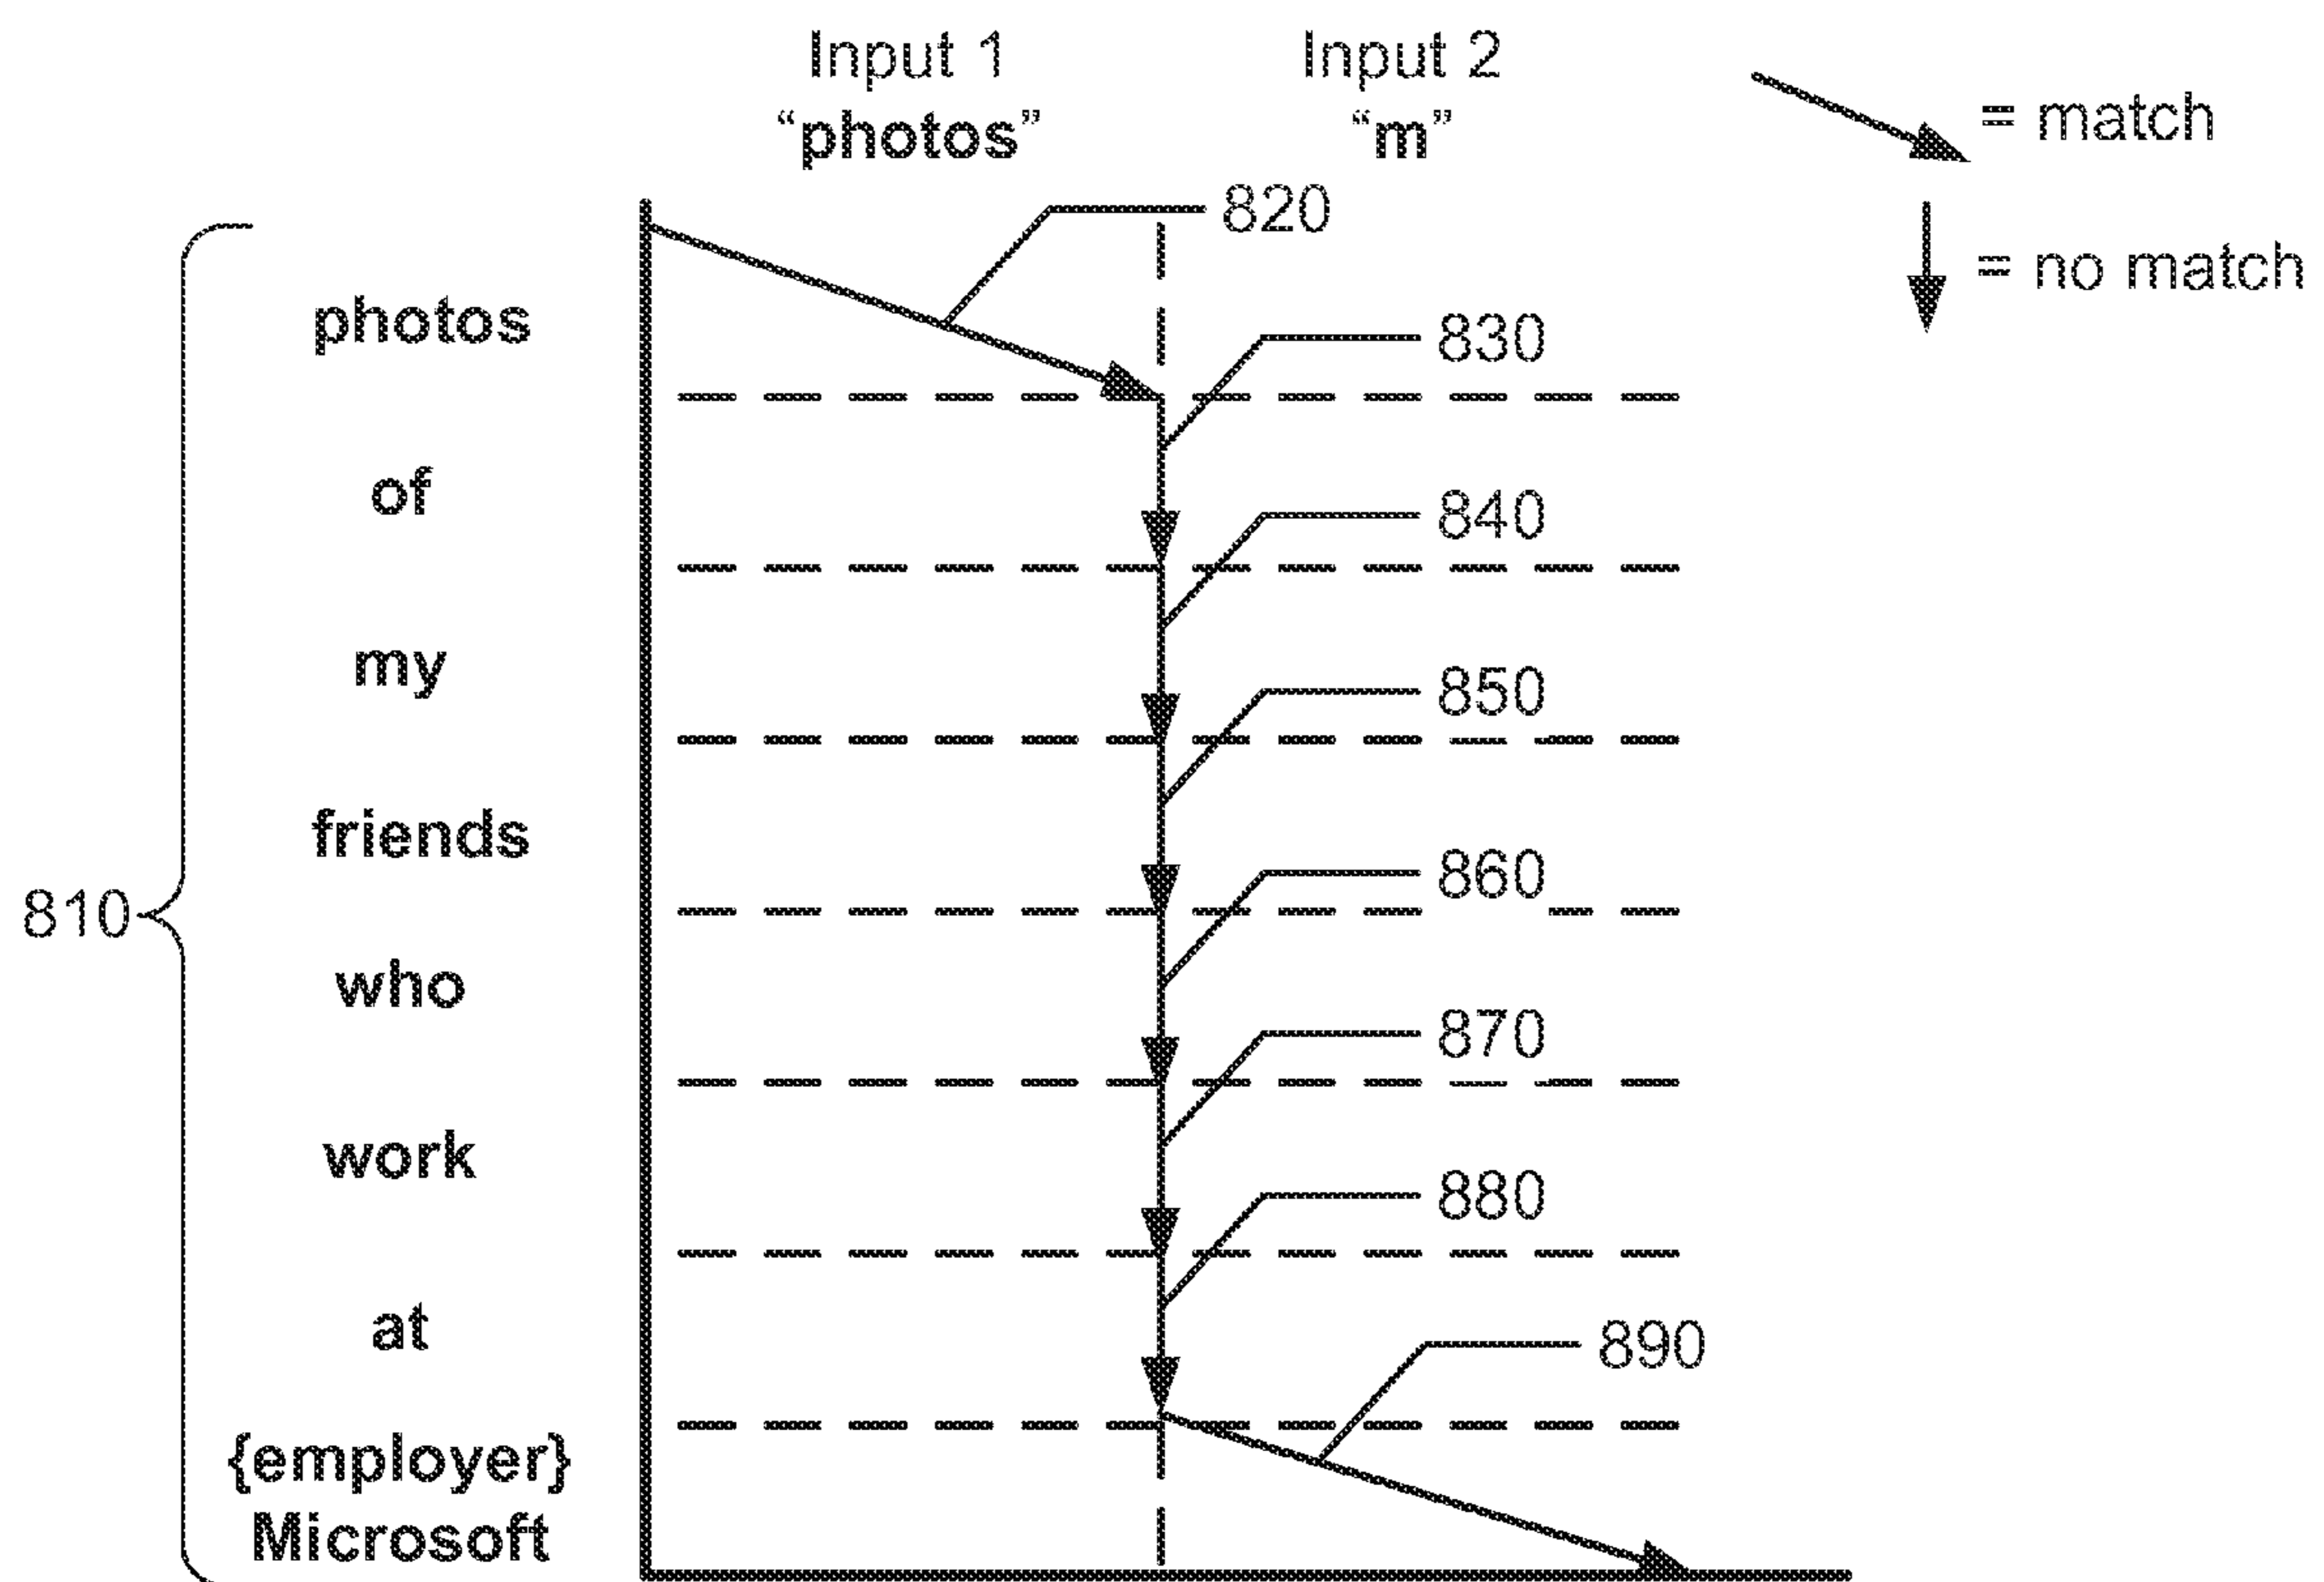 Input 1
"photos"
Input 2
"m"
= match
= no match
820
830
840
850
860
870
880
890
810
photos
of
my
friends
who
work
at
{employer}
Microsoft